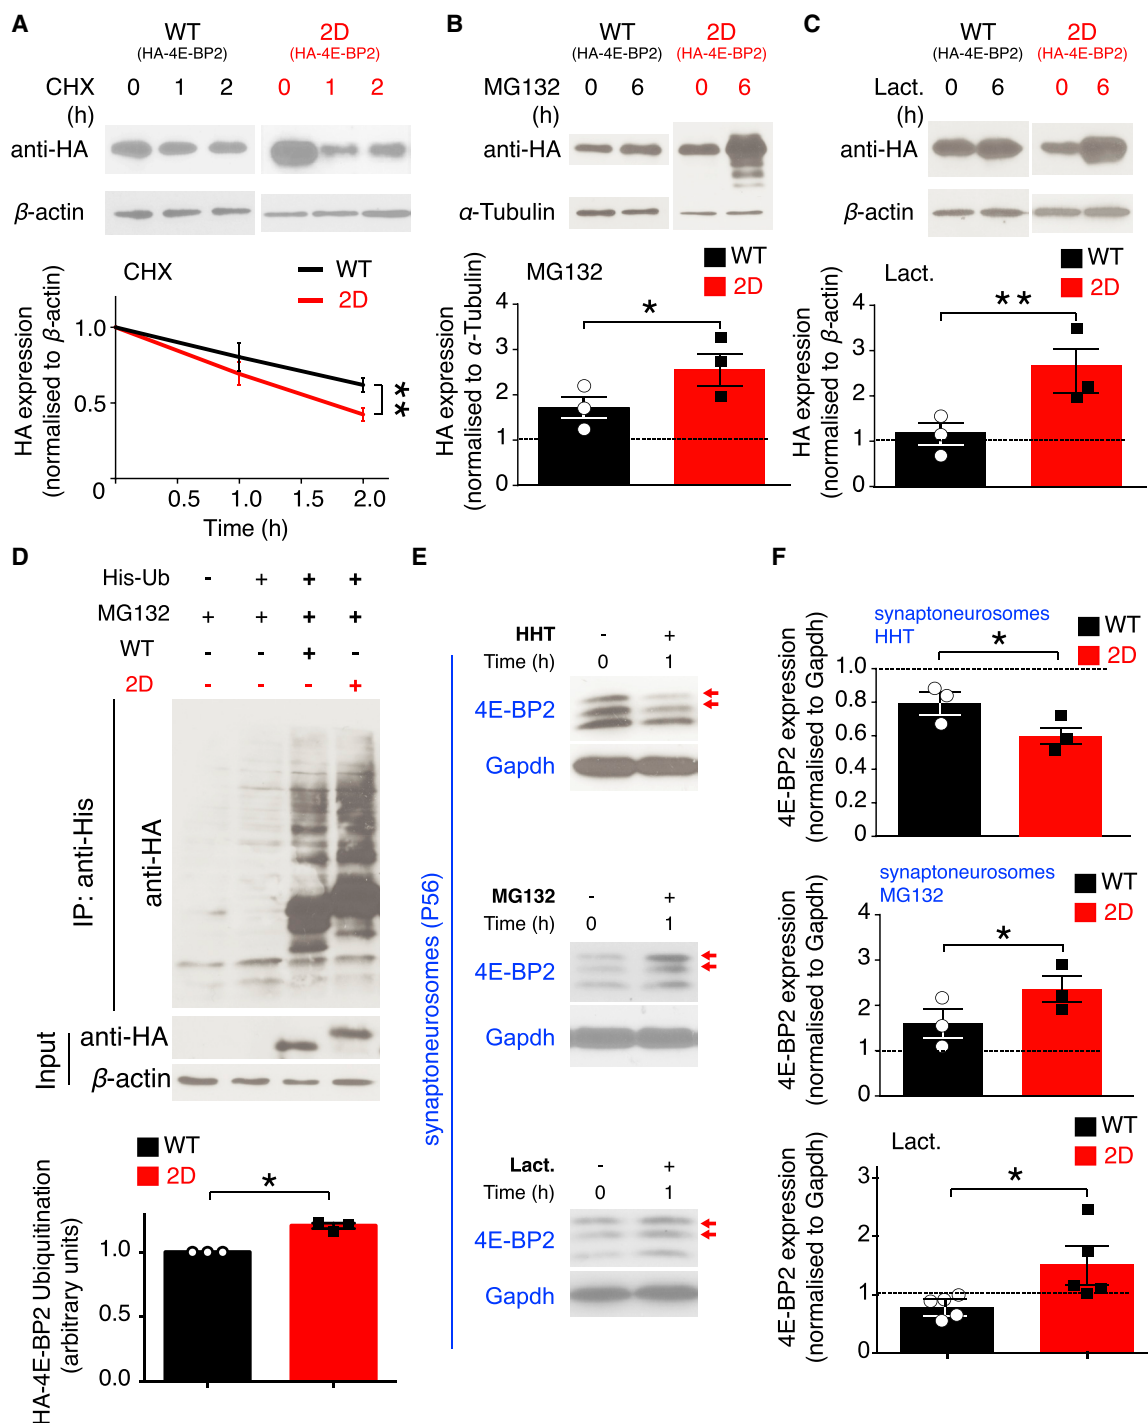 A
WT
(HA-4E-BP2)
2D
(HA-4E-BP2)
CHX
(h)
0 1 2 0 1 2
anti-HA
β-actin
CHX
WT
2D
HA expression
(normalised to β-actin)
1.0
0.5
0
0.5 1.0 1.5 2.0
Time (h)
**
B
WT
(HA-4E-BP2)
2D
(HA-4E-BP2)
MG132
(h)
0 6 0 6
anti-HA
α-Tubulin
WT
2D
MG132
HA expression
(normalised to α-Tubulin)
4
3
2
1
0
*
C
WT
(HA-4E-BP2)
2D
(HA-4E-BP2)
Lact.
(h)
0 6 0 6
anti-HA
β-actin
WT
2D
Lact.
HA expression
(normalised to β-actin)
4
3
2
1
0
**
D
His-Ub - + + +
MG132 + + + +
WT - - + -
2D - - - +
IP: anti-His
anti-HA
Input
anti-HA
β-actin
WT
2D
*
HA-4E-BP2 Ubiquitination
(arbitrary units)
1.0
0.5
0.0
E
synaptoneurosomes (P56)
HHT - +
Time (h) 0 1
4E-BP2
Gapdh
MG132 - +
Time (h) 0 1
4E-BP2
Gapdh
Lact. - +
Time (h) 0 1
4E-BP2
Gapdh
F
synaptoneurosomes
HHT
WT
2D
*
4E-BP2 expression
(normalised to Gapdh)
1.0
0.8
0.6
0.4
0.2
0
synaptoneurosomes
MG132
WT
2D
*
4E-BP2 expression
(normalised to Gapdh)
4
3
2
1
0
Lact.
WT
2D
*
4E-BP2 expression
(normalised to Gapdh)
3
2
1
0